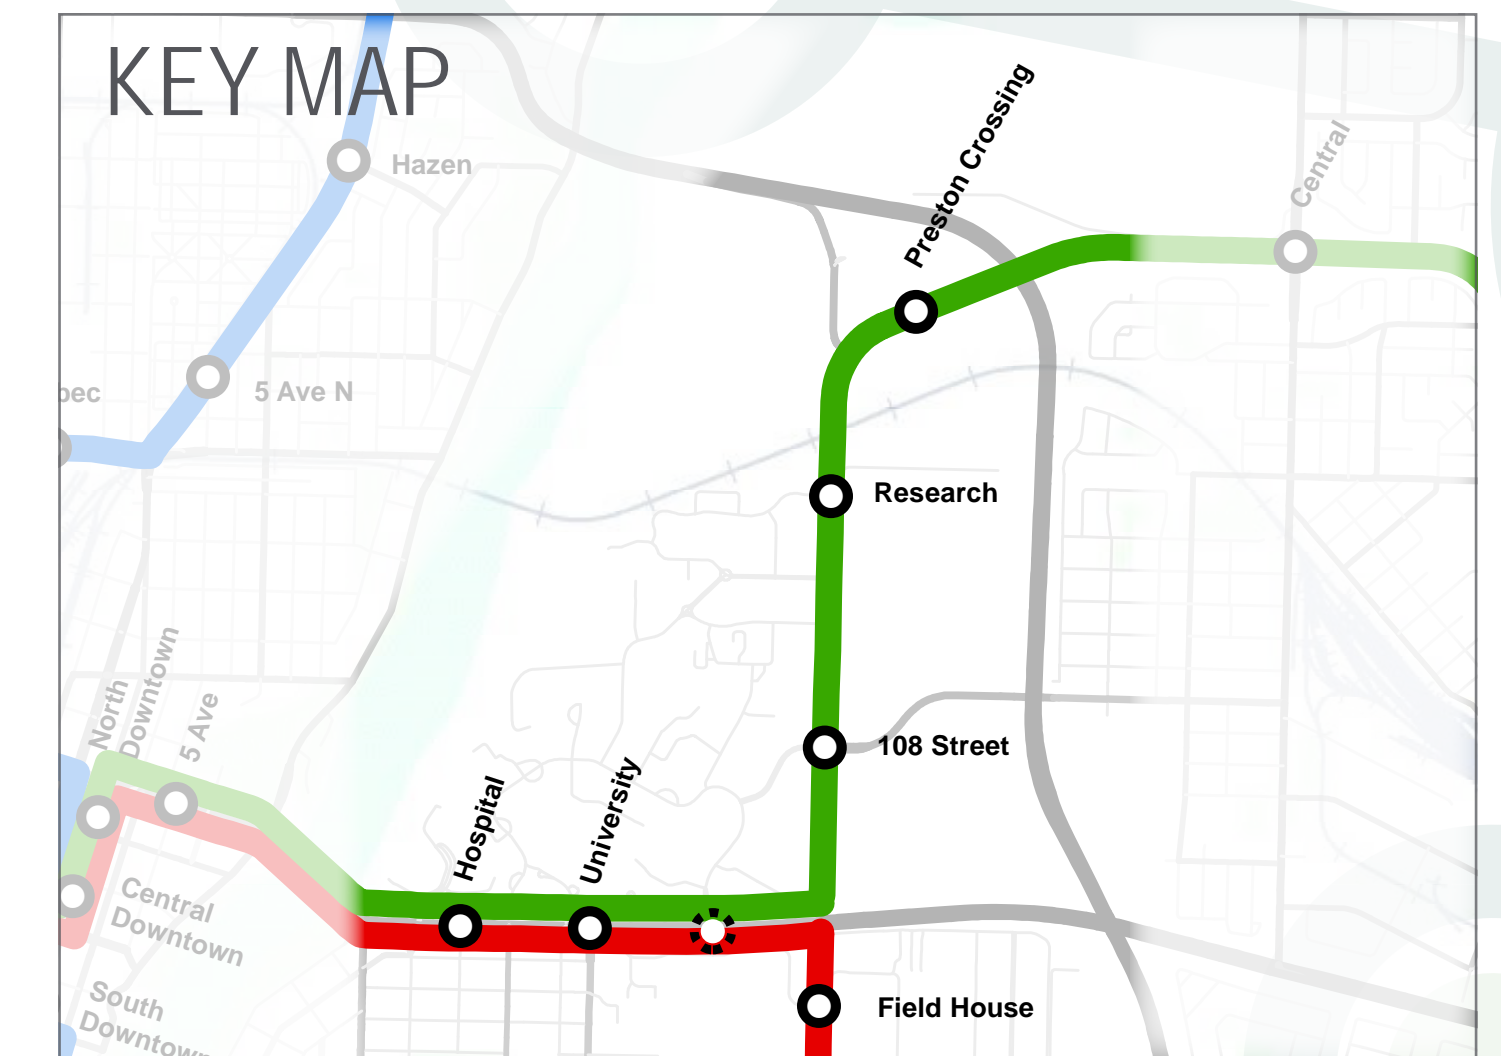 KEY MAP
Hazen
Preston Crossing
Central
5 Ave N
Research
North
Downtown
5 Ave
108 Street
Hospital
University
Central
Downtown
South
Downtown
Field House